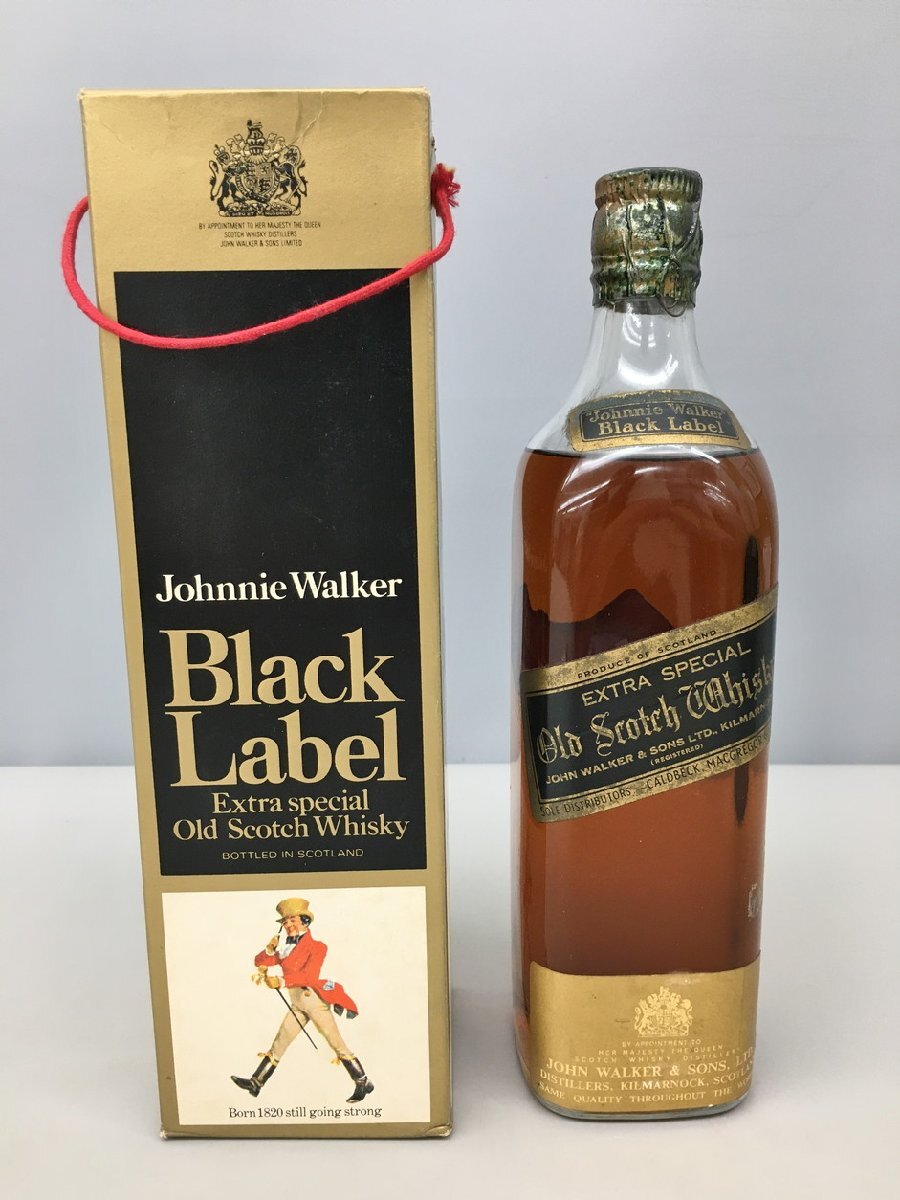 BY APPOINTMENT TO HER MAJESTY THE QUEEN
SCOTCH WHISKY DISTILLERS
JOHN WALKER & SONS LIMITED
Johnnie Walker
Black
Label
Extra special
Old Scotch Whisky
BOTTLED IN SCOTLAND
Born 1820 still going strong
"Johnnie Walker"
Black Label
PRODUCE OF SCOTLAND
EXTRA SPECIAL
Old Scotch Whisk
JOHN WALKER & SONS LTD., KILMARNO
(REGISTERED)
SOLE DISTRIBUTORS CALDBECK MACGREGOR
BY APPOINTMENT TO
HER MAJESTY THE QUEEN
SCOTCH WHISKY DISTILLERS
JOHN WALKER & SONS, LTD
DISTILLERS, KILMARNOCK, SCOTLA
SAME QUALITY THROUGHOUT THE WO